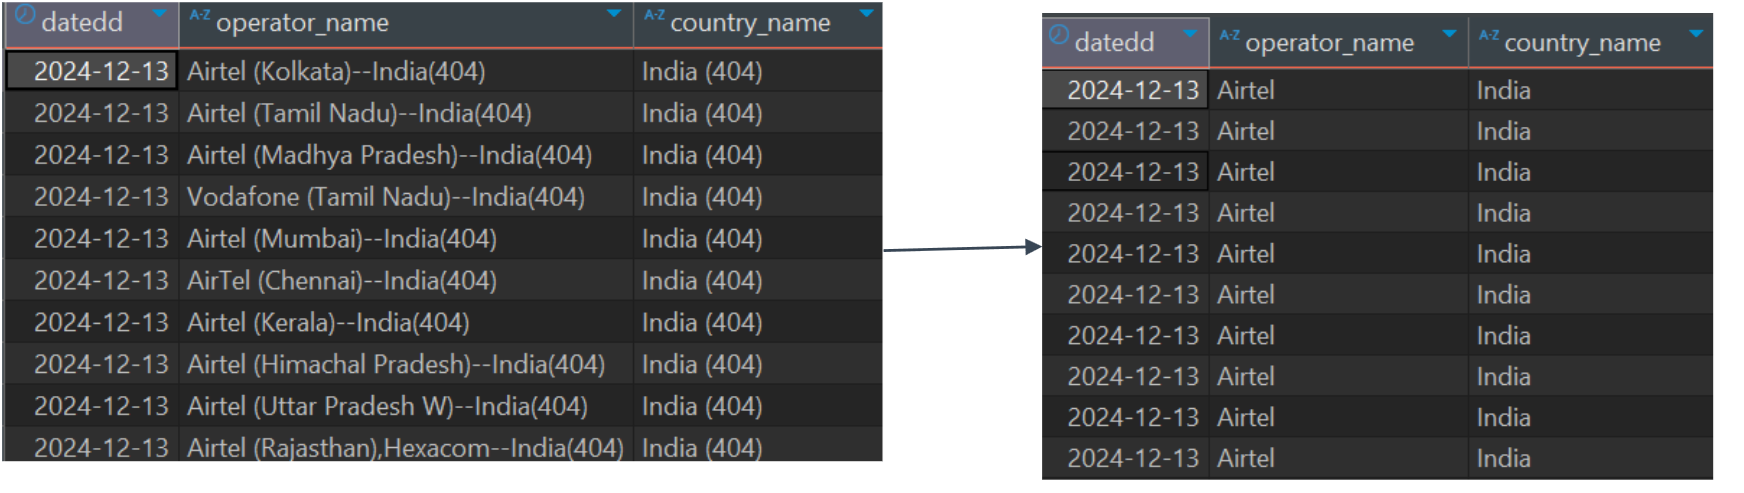 datedd A-Z operator_name A-Z country_name
2024-12-13 Airtel (Kolkata)--India(404) India (404)
2024-12-13 Airtel (Tamil Nadu)--India(404) India (404)
2024-12-13 Airtel (Madhya Pradesh)--India(404) India (404)
2024-12-13 Vodafone (Tamil Nadu)--India(404) India (404)
2024-12-13 Airtel (Mumbai)--India(404) India (404)
2024-12-13 AirTel (Chennai)--India(404) India (404)
2024-12-13 Airtel (Kerala)--India(404) India (404)
2024-12-13 Airtel (Himachal Pradesh)--India(404) India (404)
2024-12-13 Airtel (Uttar Pradesh W)--India(404) India (404)
2024-12-13 Airtel (Rajasthan),Hexacom--India(404) India (404)
datedd A-Z operator_name A-Z country_name
2024-12-13 Airtel India
2024-12-13 Airtel India
2024-12-13 Airtel India
2024-12-13 Airtel India
2024-12-13 Airtel India
2024-12-13 Airtel India
2024-12-13 Airtel India
2024-12-13 Airtel India
2024-12-13 Airtel India
2024-12-13 Airtel India